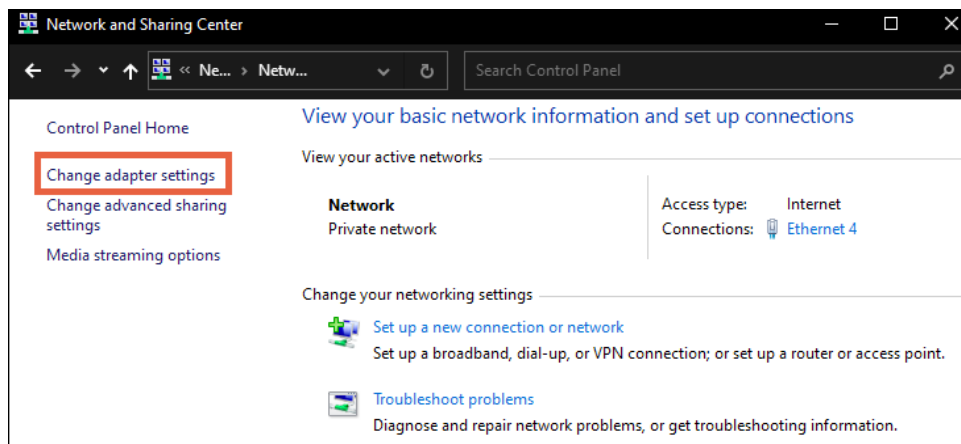 Network and Sharing Center
« Ne... › Netw...
Search Control Panel
Control Panel Home
Change adapter settings
Change advanced sharing
settings
Media streaming options
View your basic network information and set up connections
View your active networks
Network
Private network
Access type: Internet
Connections: Ethernet 4
Change your networking settings
Set up a new connection or network
Set up a broadband, dial-up, or VPN connection; or set up a router or access point.
Troubleshoot problems
Diagnose and repair network problems, or get troubleshooting information.